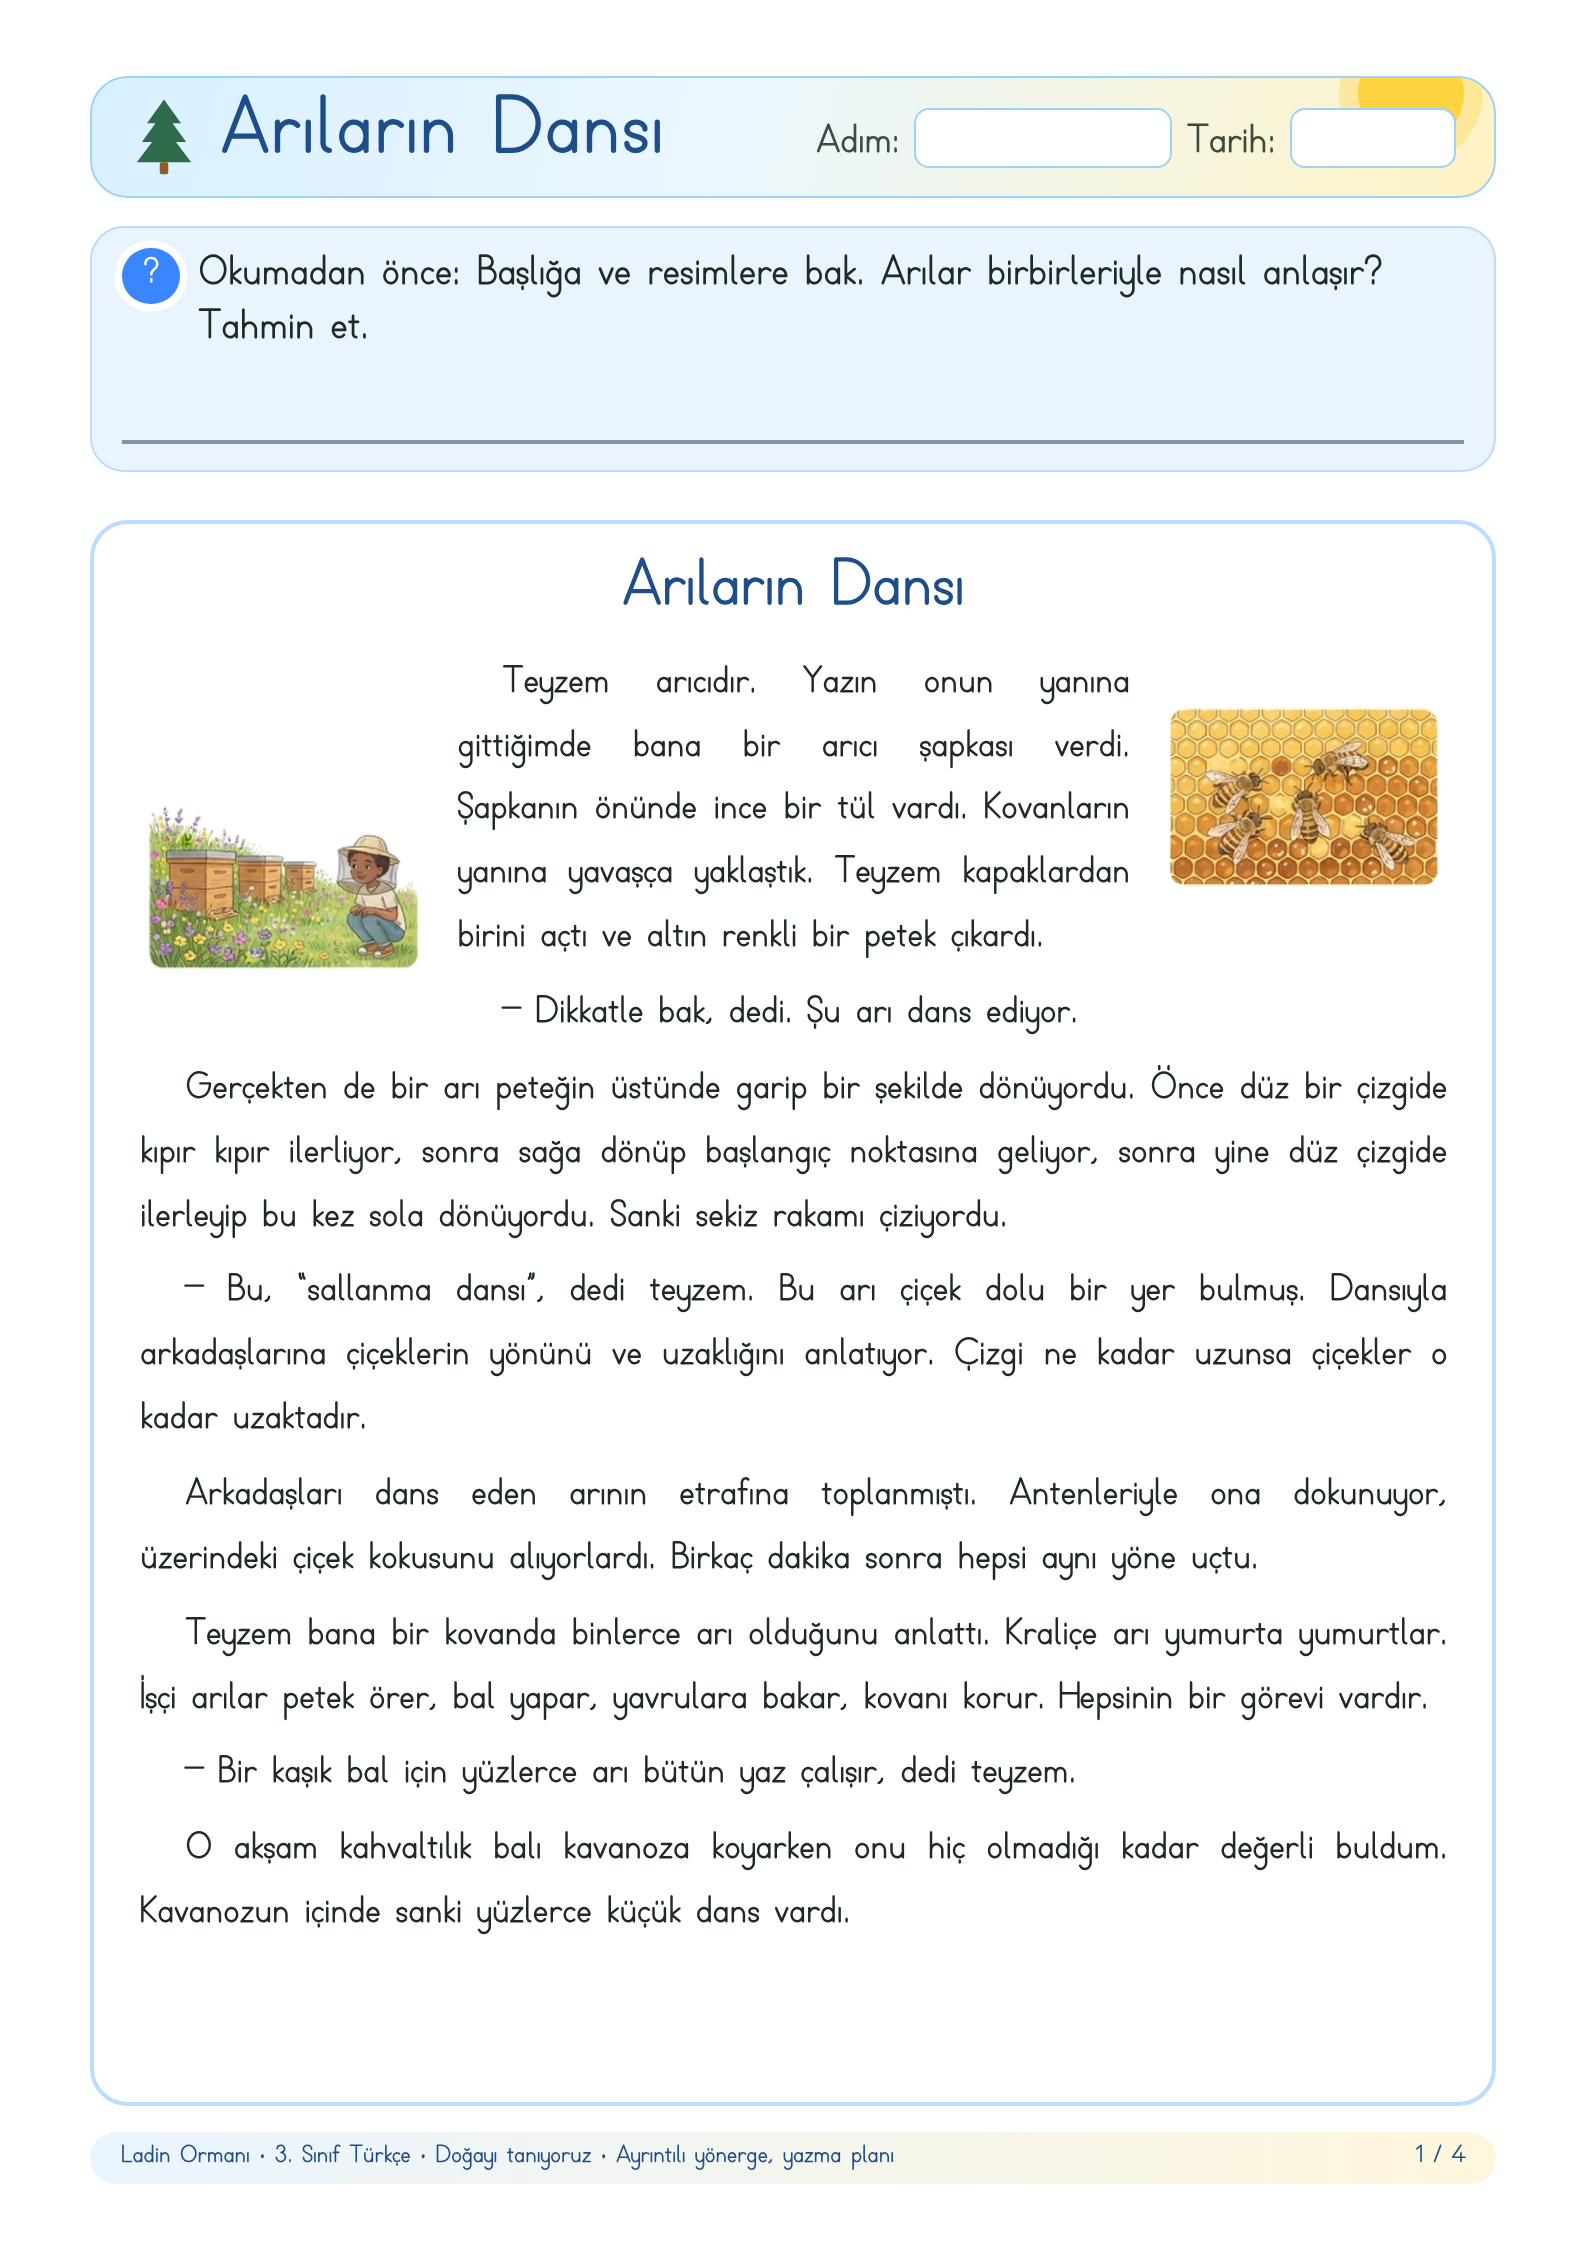 Arıların Dansı
Adım:
Tarih:
?
Okumadan önce: Başlığa ve resimlere bak. Arılar birbirleriyle nasıl anlaşır?
Tahmin et.
Arıların Dansı
Teyzem arıcıdır. Yazın onun yanına
gittiğimde bana bir arıcı şapkası verdi.
Şapkanın önünde ince bir tül vardı. Kovanların
yanına yavaşça yaklaştık. Teyzem kapaklardan
birini açtı ve altın renkli bir petek çıkardı.
– Dikkatle bak, dedi. Şu arı dans ediyor.
Gerçekten de bir arı peteğin üstünde garip bir şekilde dönüyordu. Önce düz bir çizgide
kıpır kıpır ilerliyor, sonra sağa dönüp başlangıç noktasına geliyor, sonra yine düz çizgide
ilerleyip bu kez sola dönüyordu. Sanki sekiz rakamı çiziyordu.
– Bu, “sallanma dansı”, dedi teyzem. Bu arı çiçek dolu bir yer bulmuş. Dansıyla
arkadaşlarına çiçeklerin yönünü ve uzaklığını anlatıyor. Çizgi ne kadar uzunsa çiçekler o
kadar uzaktadır.
Arkadaşları dans eden arının etrafına toplanmıştı. Antenleriyle ona dokunuyor,
üzerindeki çiçek kokusunu alıyorlardı. Birkaç dakika sonra hepsi aynı yöne uçtu.
Teyzem bana bir kovanda binlerce arı olduğunu anlattı. Kraliçe arı yumurta yumurtlar.
İşçi arılar petek örer, bal yapar, yavrulara bakar, kovanı korur. Hepsinin bir görevi vardır.
– Bir kaşık bal için yüzlerce arı bütün yaz çalışır, dedi teyzem.
O akşam kahvaltılık balı kavanoza koyarken onu hiç olmadığı kadar değerli buldum.
Kavanozun içinde sanki yüzlerce küçük dans vardı.
Ladin Ormanı • 3. Sınıf Türkçe • Doğayı tanıyoruz • Ayrıntılı yönerge, yazma planı
1 / 4